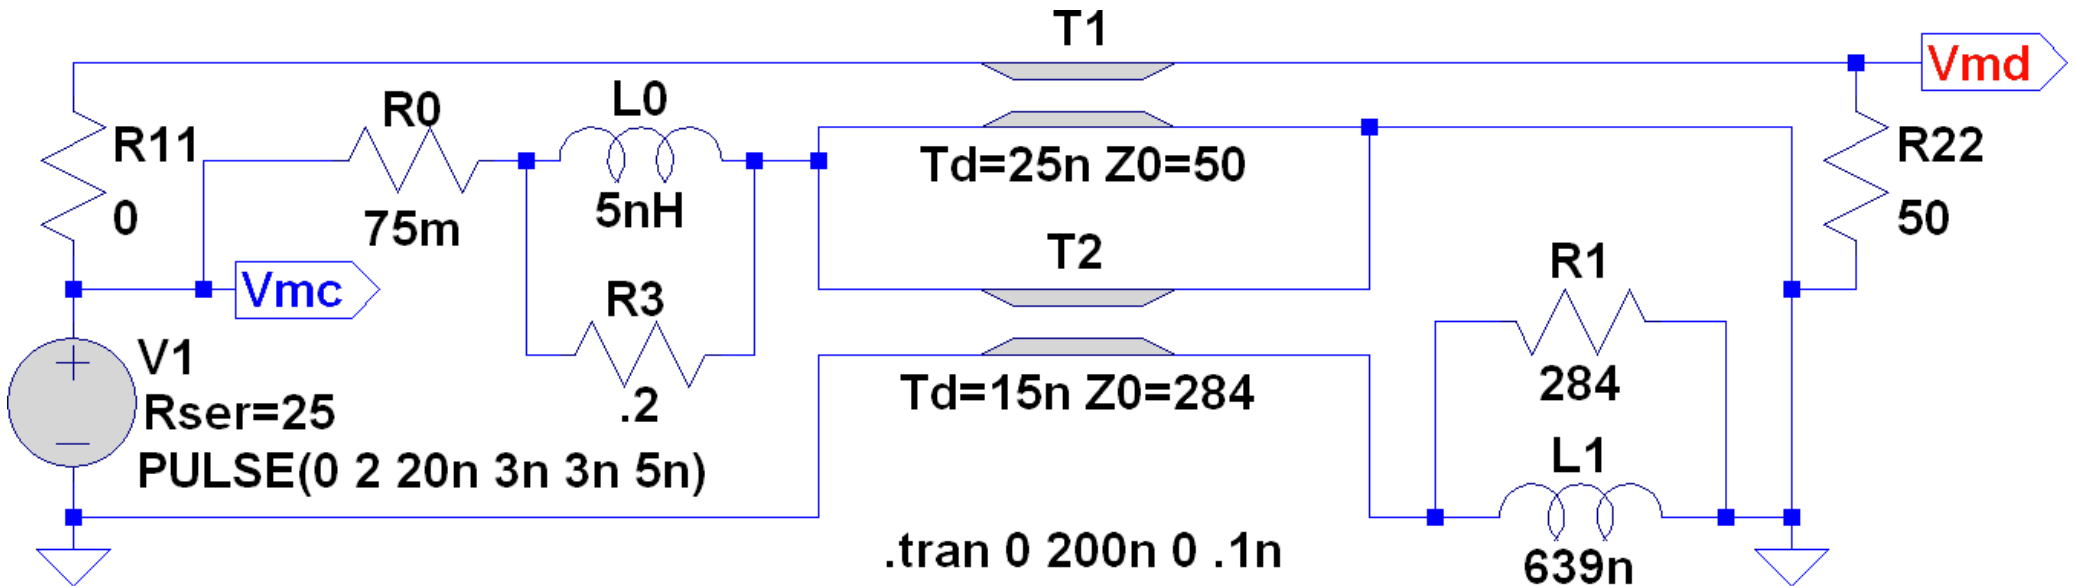 T1
Vmd
R0
L0
R11
0
75m
5nH
Td=25n Z0=50
R22
50
Vmc
R3
.2
T2
R1
284
V1
Rser=25
PULSE(0 2 20n 3n 3n 5n)
Td=15n Z0=284
L1
639n
.tran 0 200n 0 .1n